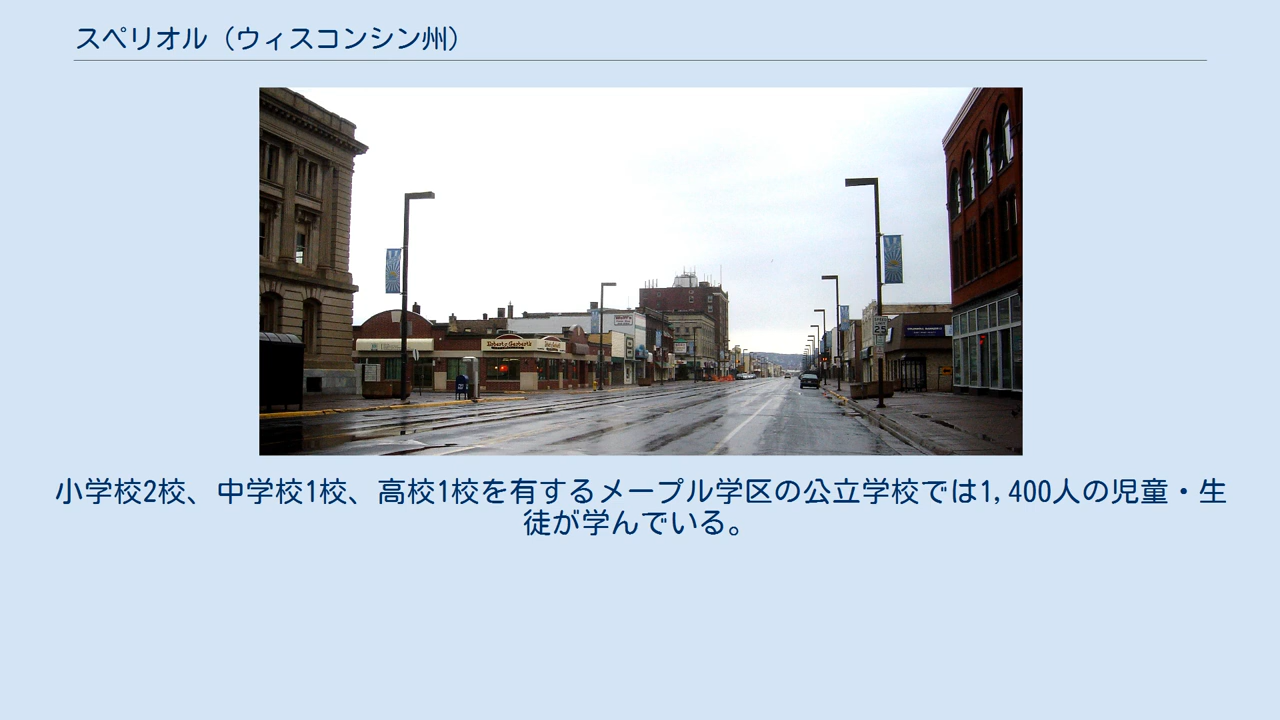 スペリオル（ウィスコンシン州）
小学校2校、中学校1校、高校1校を有するメープル学区の公立学校では1,400人の児童・生
徒が学んでいる。